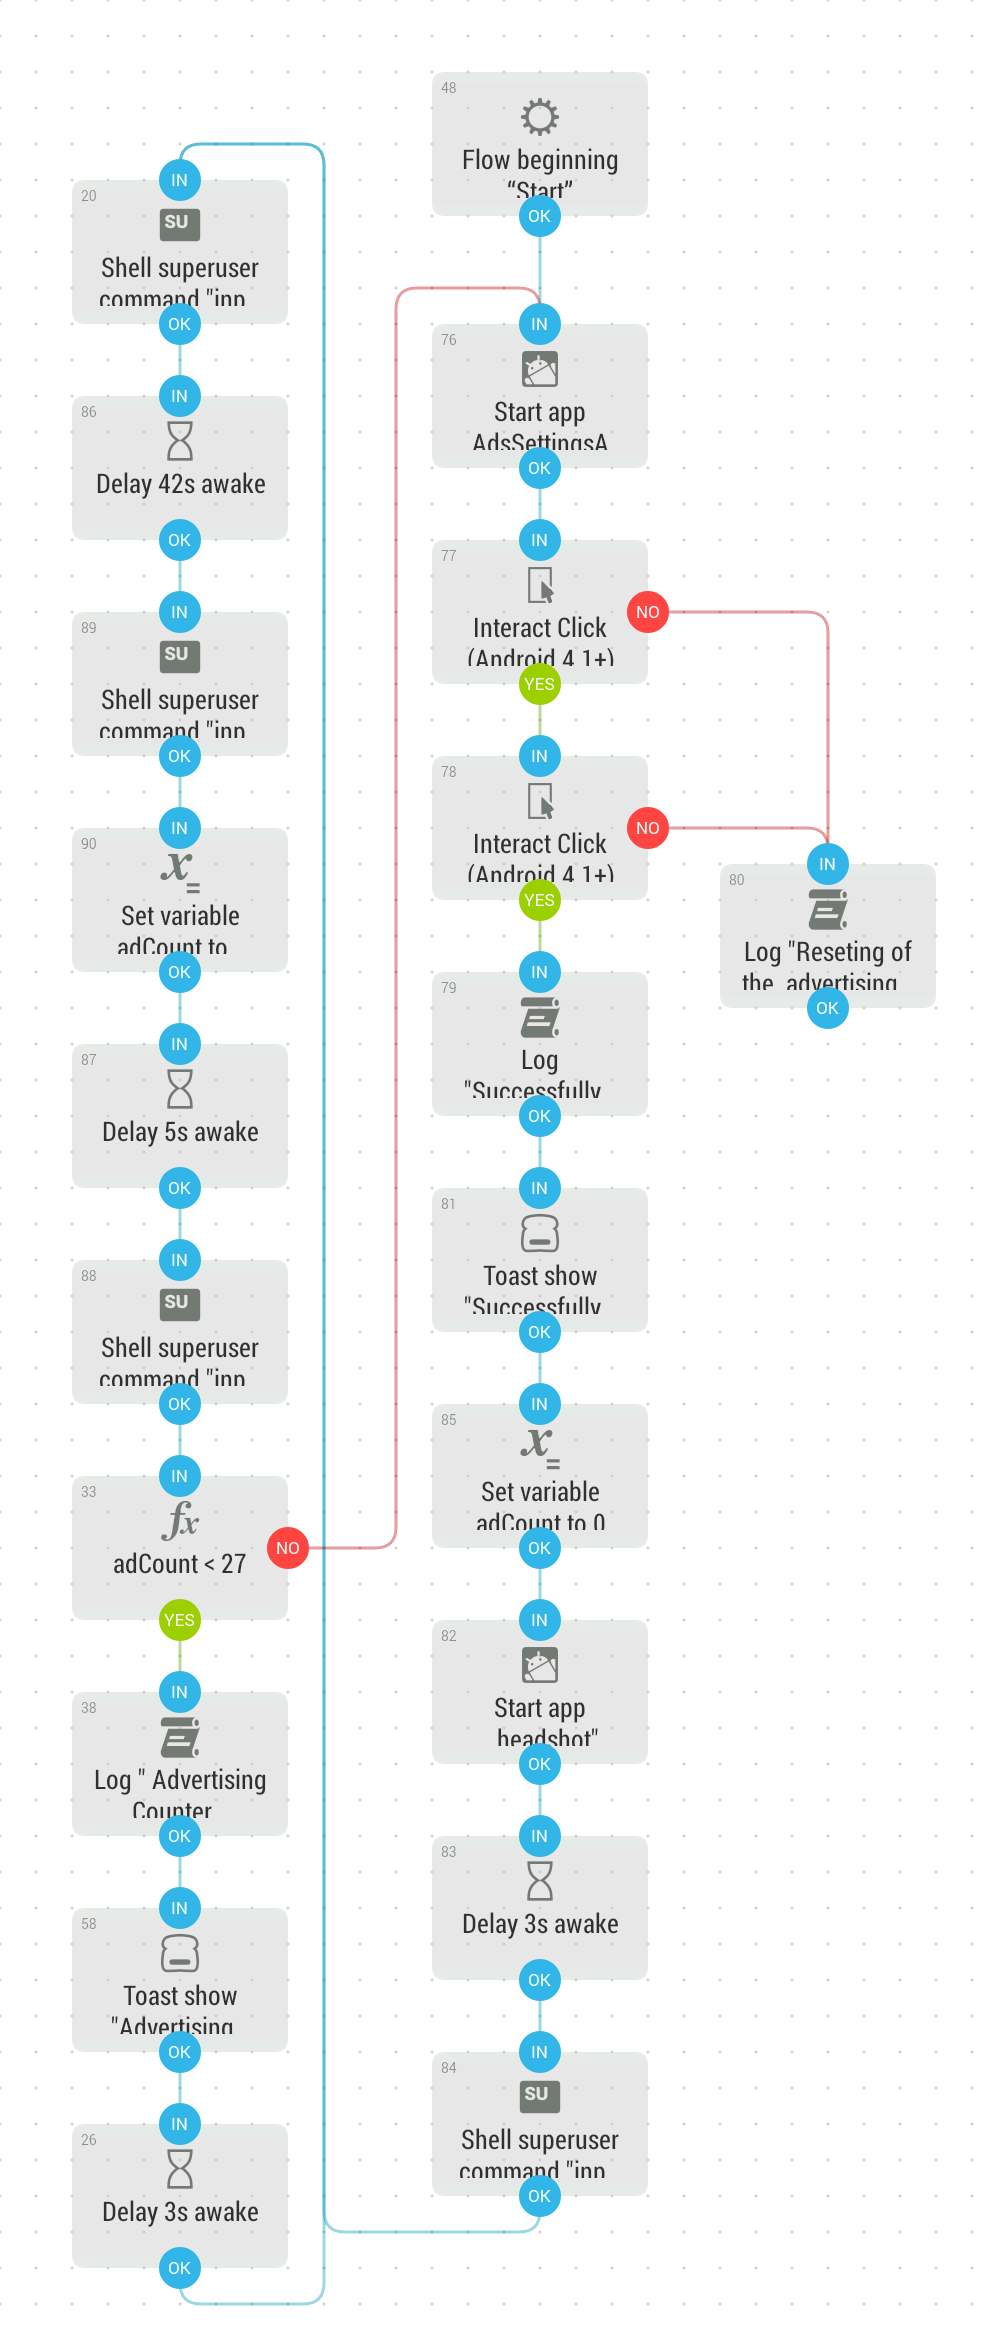 48
Flow beginning
“Start”
OK
IN
20
SU
Shell superuser
command "inp
OK
IN
76
Start app
AdsSettingsA
OK
IN
86
Delay 42s awake
OK
IN
77
Interact Click
(Android 4.1+)
NO
YES
IN
89
SU
Shell superuser
command "inp
OK
IN
78
Interact Click
(Android 4.1+)
NO
YES
IN
90
x=
Set variable
adCount to
OK
IN
80
Log "Reseting of
the advertising
OK
IN
79
Log
"Successfully
OK
IN
87
Delay 5s awake
OK
IN
81
Toast show
"Successfully
OK
IN
88
SU
Shell superuser
command "inp
OK
IN
85
x=
Set variable
adCount to 0
OK
IN
33
fx
adCount < 27
NO
YES
IN
82
Start app
headshot"
OK
IN
38
Log " Advertising
Counter
OK
IN
83
Delay 3s awake
OK
IN
58
Toast show
"Advertising
OK
IN
84
SU
Shell superuser
command "inp
OK
IN
26
Delay 3s awake
OK